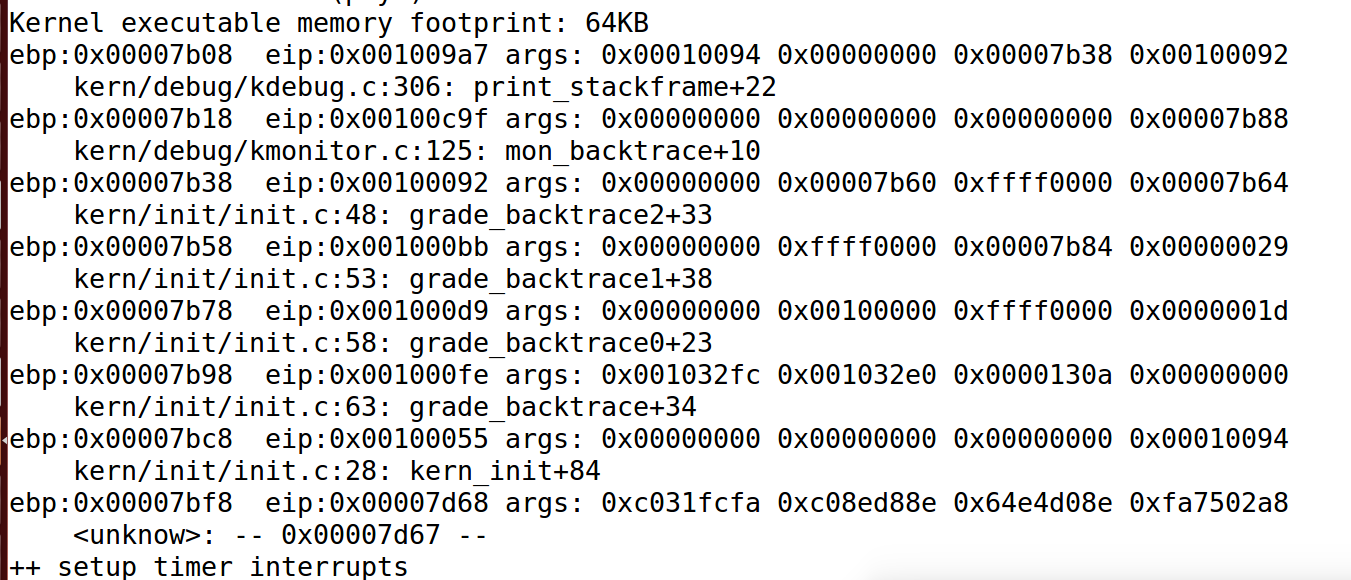 Kernel executable memory footprint: 64KB
ebp:0x00007b08  eip:0x001009a7 args: 0x00010094 0x00000000 0x00007b38 0x00100092
    kern/debug/kdebug.c:306: print_stackframe+22
ebp:0x00007b18  eip:0x00100c9f args: 0x00000000 0x00000000 0x00000000 0x00007b88
    kern/debug/kmonitor.c:125: mon_backtrace+10
ebp:0x00007b38  eip:0x00100092 args: 0x00000000 0x00007b60 0xffff0000 0x00007b64
    kern/init/init.c:48: grade_backtrace2+33
ebp:0x00007b58  eip:0x001000bb args: 0x00000000 0xffff0000 0x00007b84 0x00000029
    kern/init/init.c:53: grade_backtrace1+38
ebp:0x00007b78  eip:0x001000d9 args: 0x00000000 0x00100000 0xffff0000 0x0000001d
    kern/init/init.c:58: grade_backtrace0+23
ebp:0x00007b98  eip:0x001000fe args: 0x001032fc 0x001032e0 0x0000130a 0x00000000
    kern/init/init.c:63: grade_backtrace+34
ebp:0x00007bc8  eip:0x00100055 args: 0x00000000 0x00000000 0x00000000 0x00010094
    kern/init/init.c:28: kern_init+84
ebp:0x00007bf8  eip:0x00007d68 args: 0xc031fcfa 0xc08ed88e 0x64e4d08e 0xfa7502a8
    <unknow>: -- 0x00007d67 --
++ setup timer interrupts